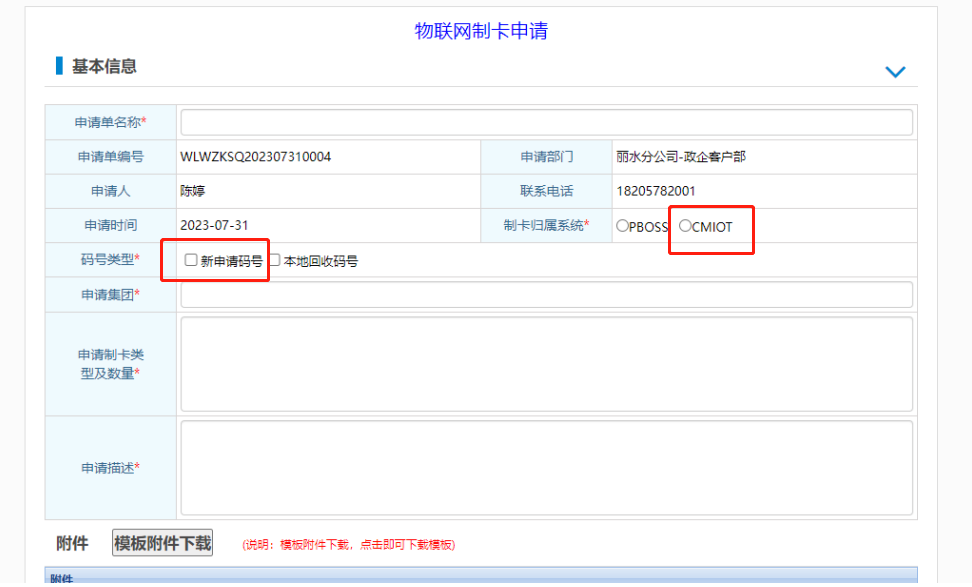 物联网制卡申请
基本信息
申请单名称*
申请单编号 WLWZKSQ202307310004 申请部门 丽水分公司-政企客户部
申请人 陈婷 联系电话 18205782001
申请时间 2023-07-31 制卡归属系统* PBOSS CMIOT
码号类型* 新申请码号 本地回收码号
申请集团*
申请制卡类
型及数量*
申请描述*
附件 模板附件下载 (说明：模板附件下载，点击即可下载模板)
附件